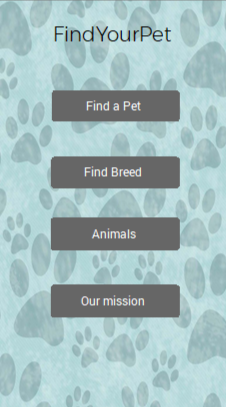 FindYourPet
Find a Pet
Find Breed
Animals
Our mission